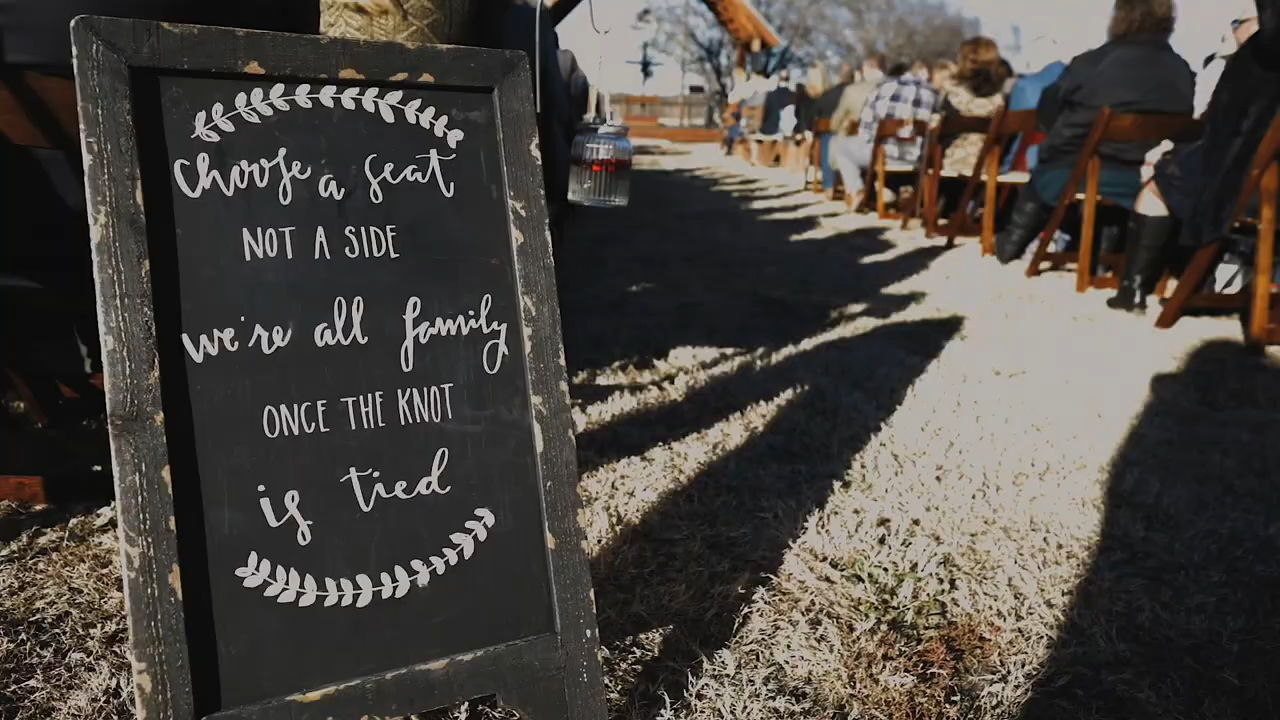 Choose a seat
NOT A SIDE
we're all family
ONCE THE KNOT
is tied